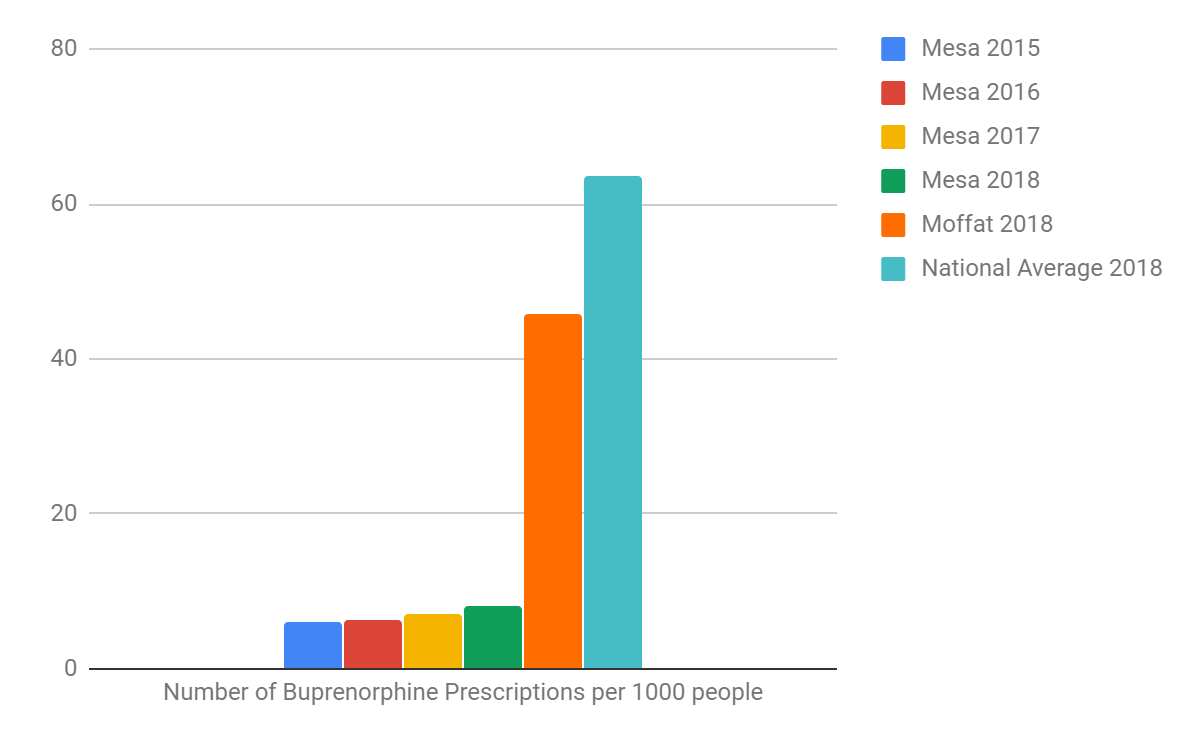 80
60
40
20
0
Number of Buprenorphine Prescriptions per 1000 people
Mesa 2015
Mesa 2016
Mesa 2017
Mesa 2018
Moffat 2018
National Average 2018